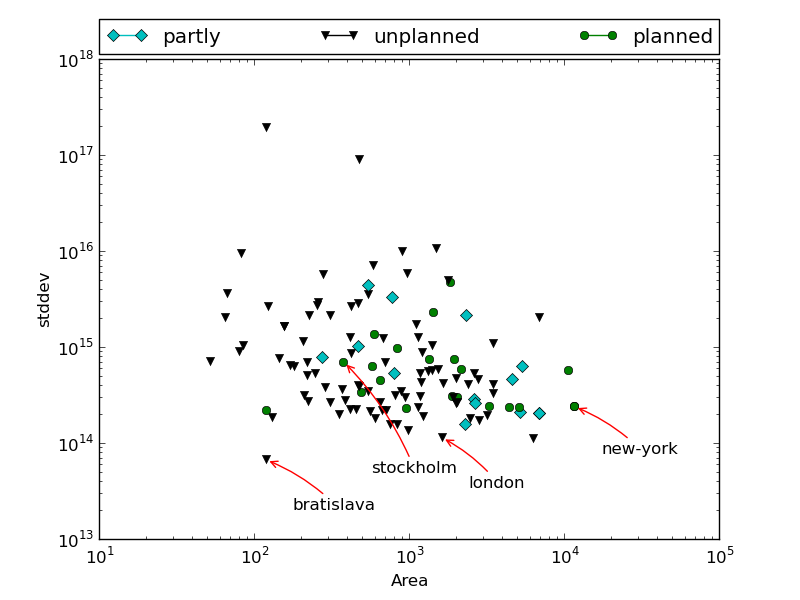 partly unplanned planned
10^18
10^17
10^16
10^15
10^14
10^13
stddev
stockholm
london
new-york
bratislava
10^1 10^2 10^3 10^4 10^5
Area